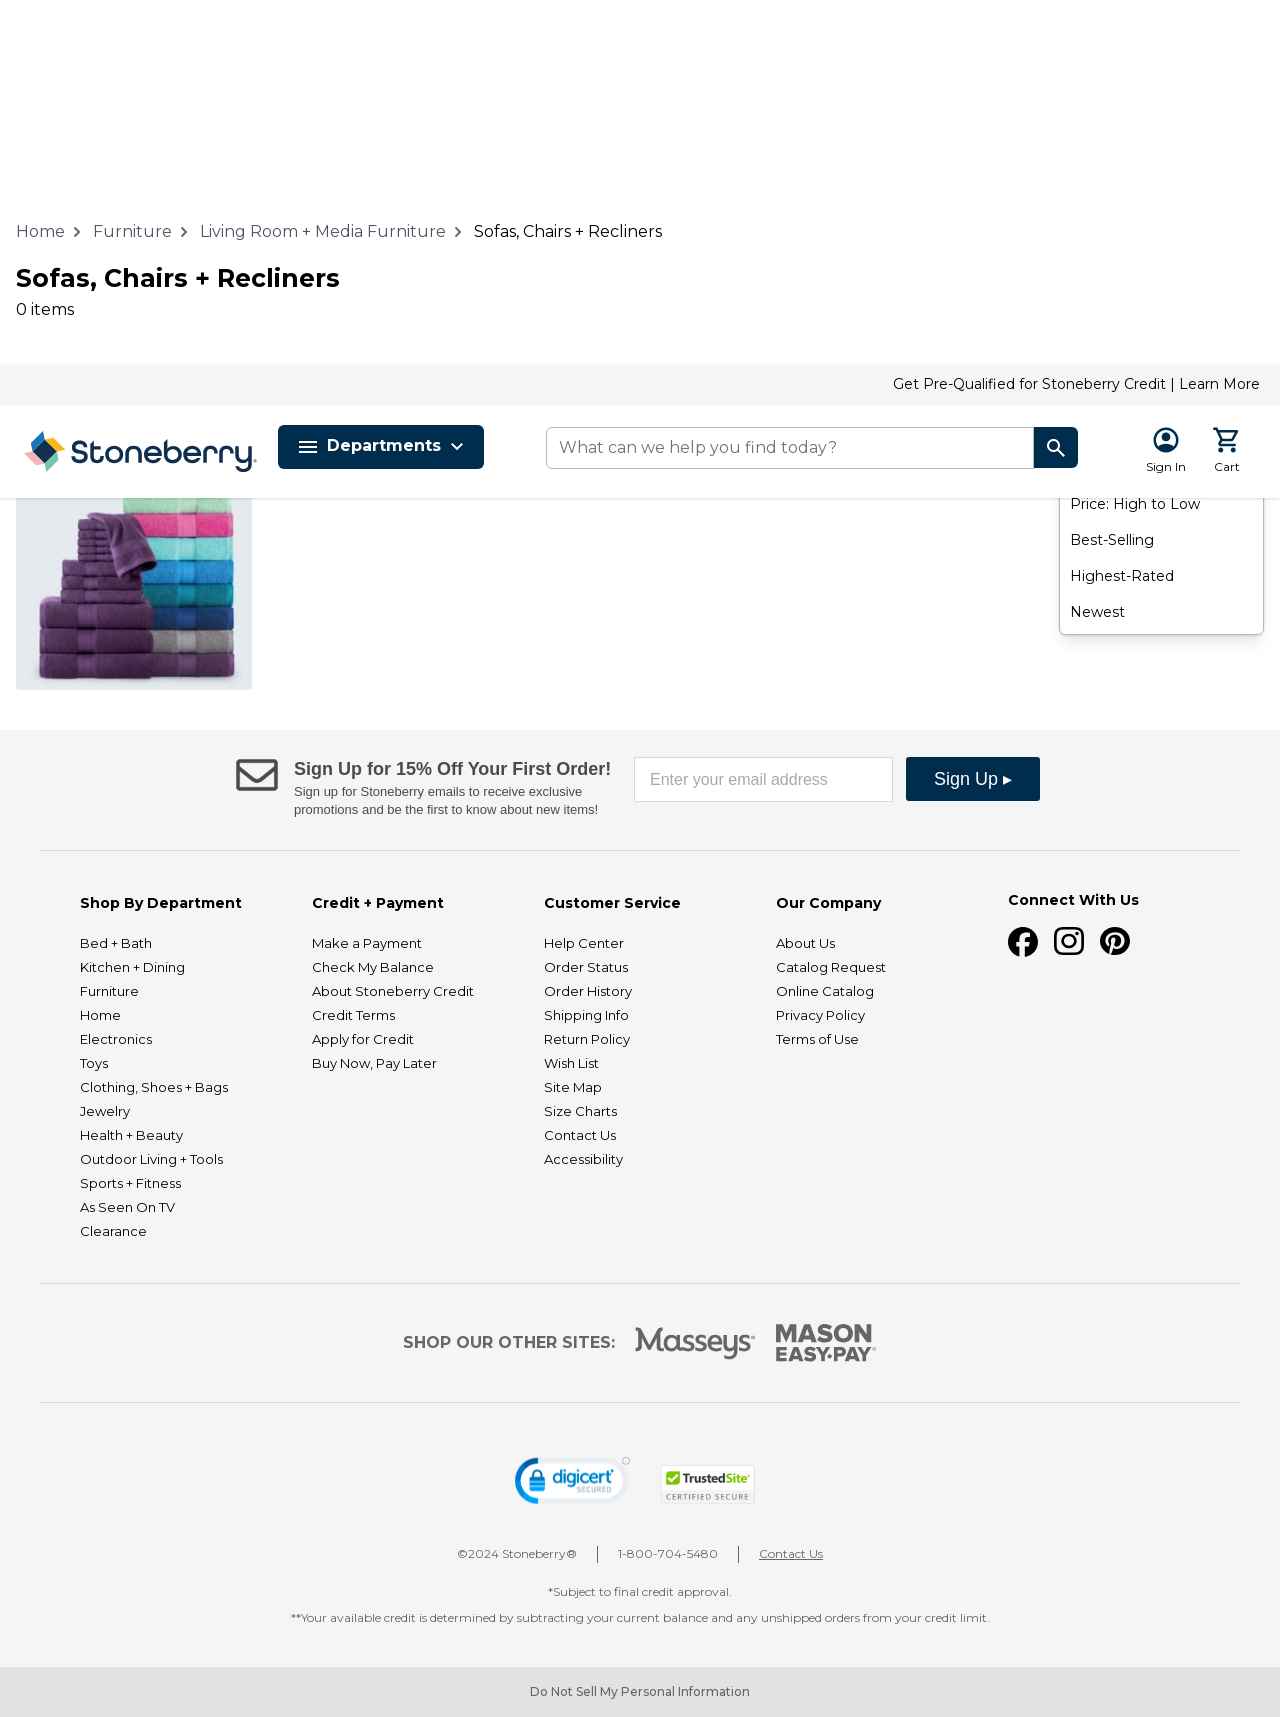 Home > Furniture > Living Room + Media Furniture > Sofas, Chairs + Recliners
Sofas, Chairs + Recliners
0 items
Get Pre-Qualified for Stoneberry Credit | Learn More
Stoneberry.
Departments
What can we help you find today?
Sign In
Cart
Price: High to Low
Best-Selling
Highest-Rated
Newest
Sign Up for 15% Off Your First Order!
Sign up for Stoneberry emails to receive exclusive
promotions and be the first to know about new items!
Enter your email address
Sign Up ▸
Shop By Department
Bed + Bath
Kitchen + Dining
Furniture
Home
Electronics
Toys
Clothing, Shoes + Bags
Jewelry
Health + Beauty
Outdoor Living + Tools
Sports + Fitness
As Seen On TV
Clearance
Credit + Payment
Make a Payment
Check My Balance
About Stoneberry Credit
Credit Terms
Apply for Credit
Buy Now, Pay Later
Customer Service
Help Center
Order Status
Order History
Shipping Info
Return Policy
Wish List
Site Map
Size Charts
Contact Us
Accessibility
Our Company
About Us
Catalog Request
Online Catalog
Privacy Policy
Terms of Use
Connect With Us
SHOP OUR OTHER SITES:
Masseys®
MASON
EASY•PAY®
digicert
SECURED
TrustedSite
CERTIFIED SECURE
©2024 Stoneberry®
1-800-704-5480
Contact Us
*Subject to final credit approval.
**Your available credit is determined by subtracting your current balance and any unshipped orders from your credit limit.
Do Not Sell My Personal Information